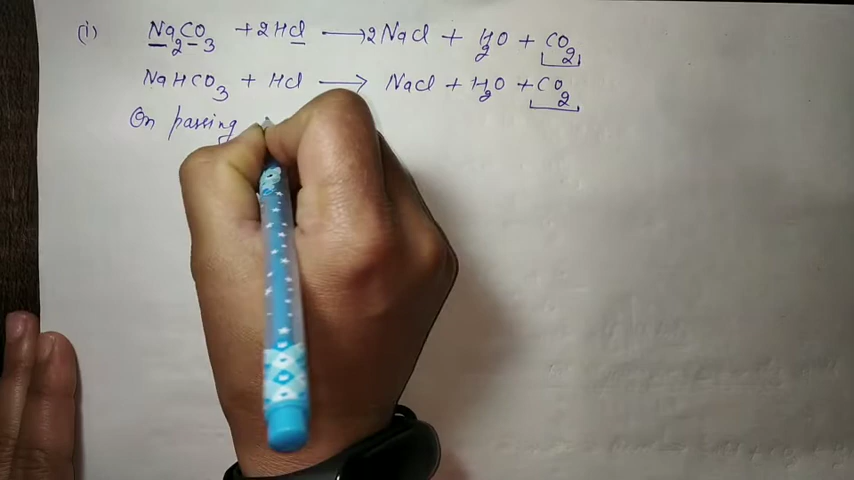 (i) Na₂CO₃ + 2HCl ⟶ 2NaCl + H₂O + CO₂
NaHCO₃ + HCl ⟶ NaCl + H₂O + CO₂
On passing